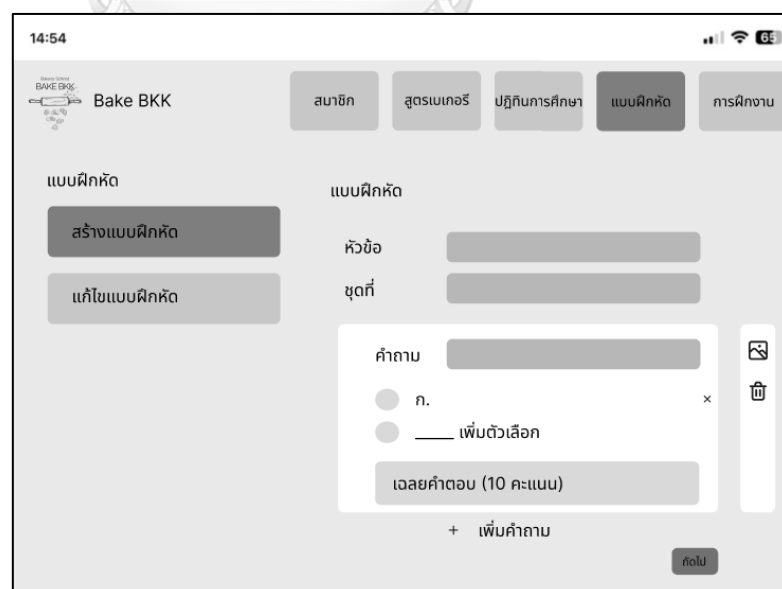 14:54
65
Bakery School
BAKE BKK
Bake BKK
สมาชิก
สูตรเบเกอรี
ปฏิทินการศึกษา
แบบฝึกหัด
การฝึกงาน
แบบฝึกหัด
สร้างแบบฝึกหัด
แก้ไขแบบฝึกหัด
แบบฝึกหัด
หัวข้อ
ชุดที่
คำถาม
ก. ×
_____ เพิ่มตัวเลือก
เฉลยคำตอบ (10 คะแนน)
+ เพิ่มคำถาม
ถัดไป